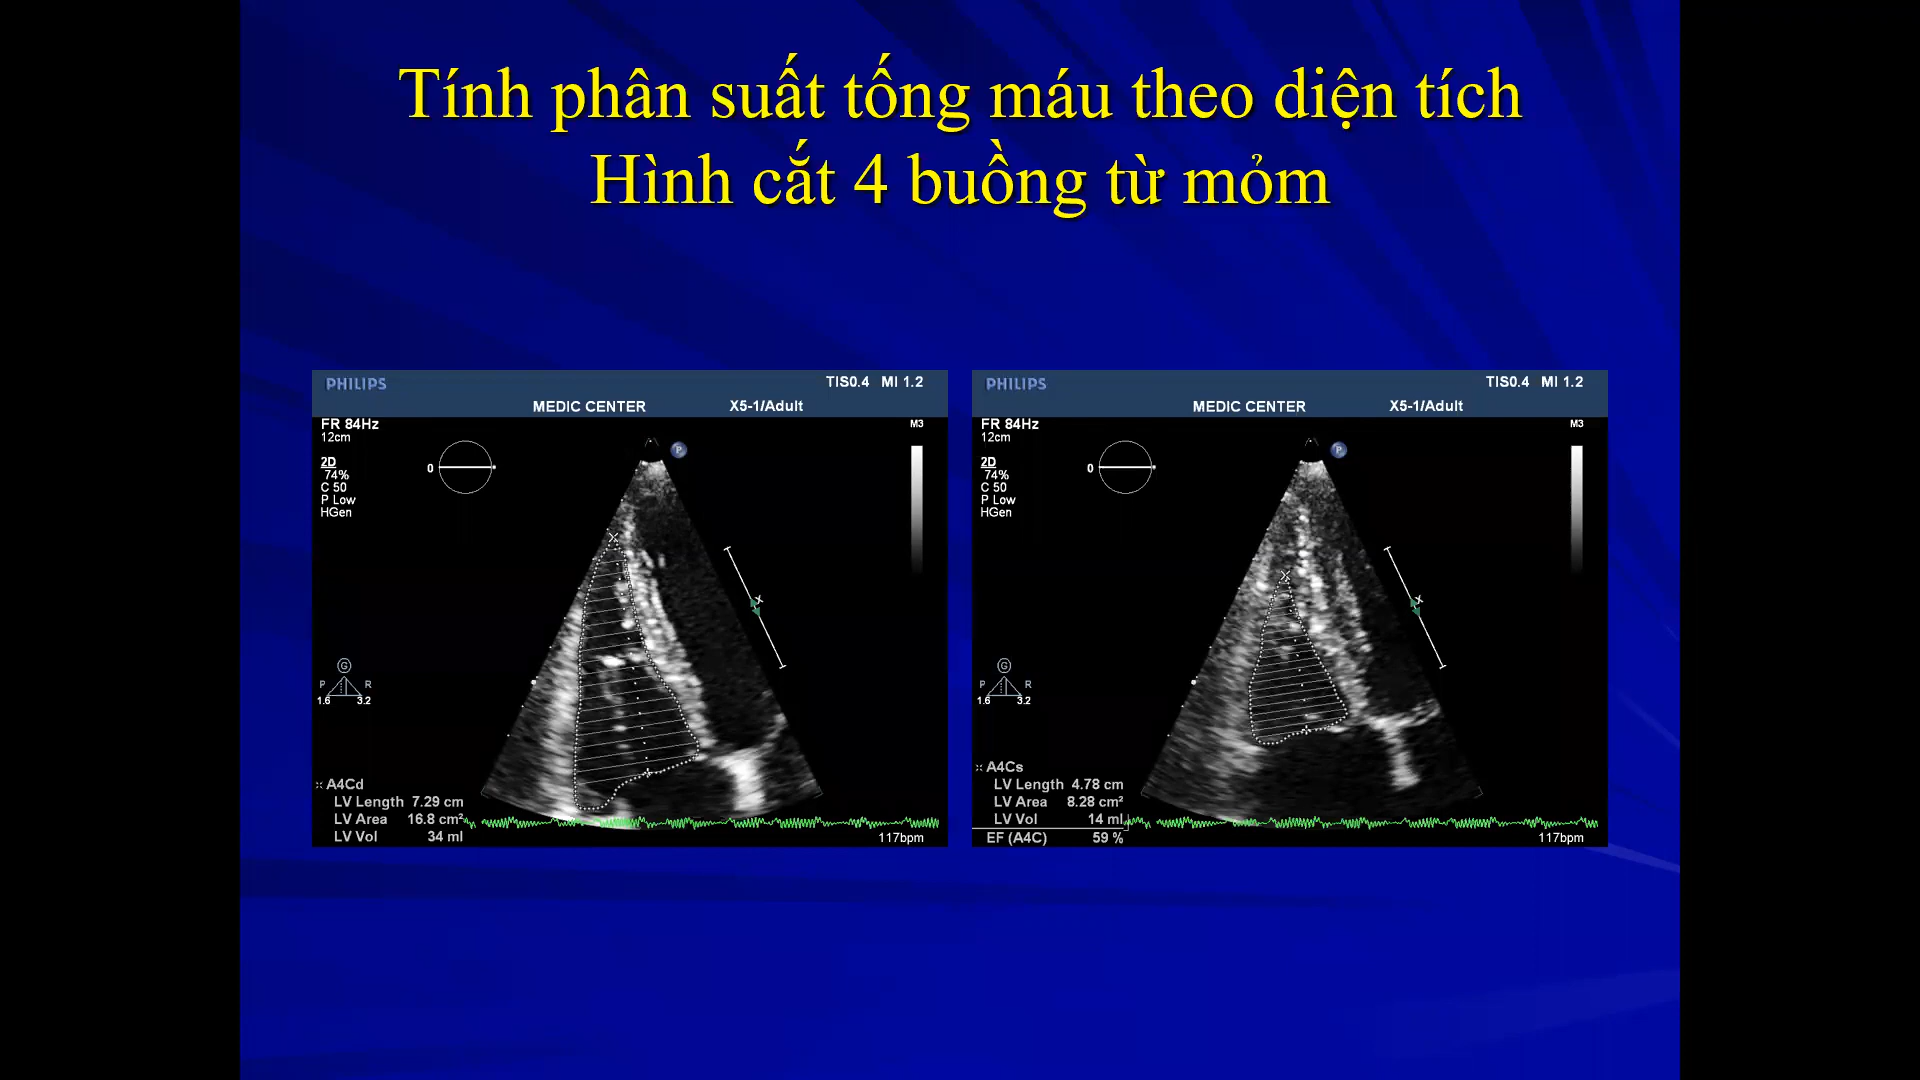 Tính phân suất tống máu theo diện tích
Hình cắt 4 buồng từ mỏm
PHILIPS
TIS0.4 MI 1.2
MEDIC CENTER
X5-1/Adult
FR 84Hz
12cm
M3
2D
74%
C 50
P Low
HGen
0
P
G
P R
1.6 3.2
X
A4Cd
LV Length 7.29 cm
LV Area 16.8 cm²
LV Vol 34 ml
117bpm
PHILIPS
TIS0.4 MI 1.2
MEDIC CENTER
X5-1/Adult
FR 84Hz
12cm
M3
2D
74%
C 50
P Low
HGen
0
P
G
P R
1.6 3.2
X
A4Cs
LV Length 4.78 cm
LV Area 8.28 cm²
LV Vol 14 ml
EF (A4C) 59 %
117bpm